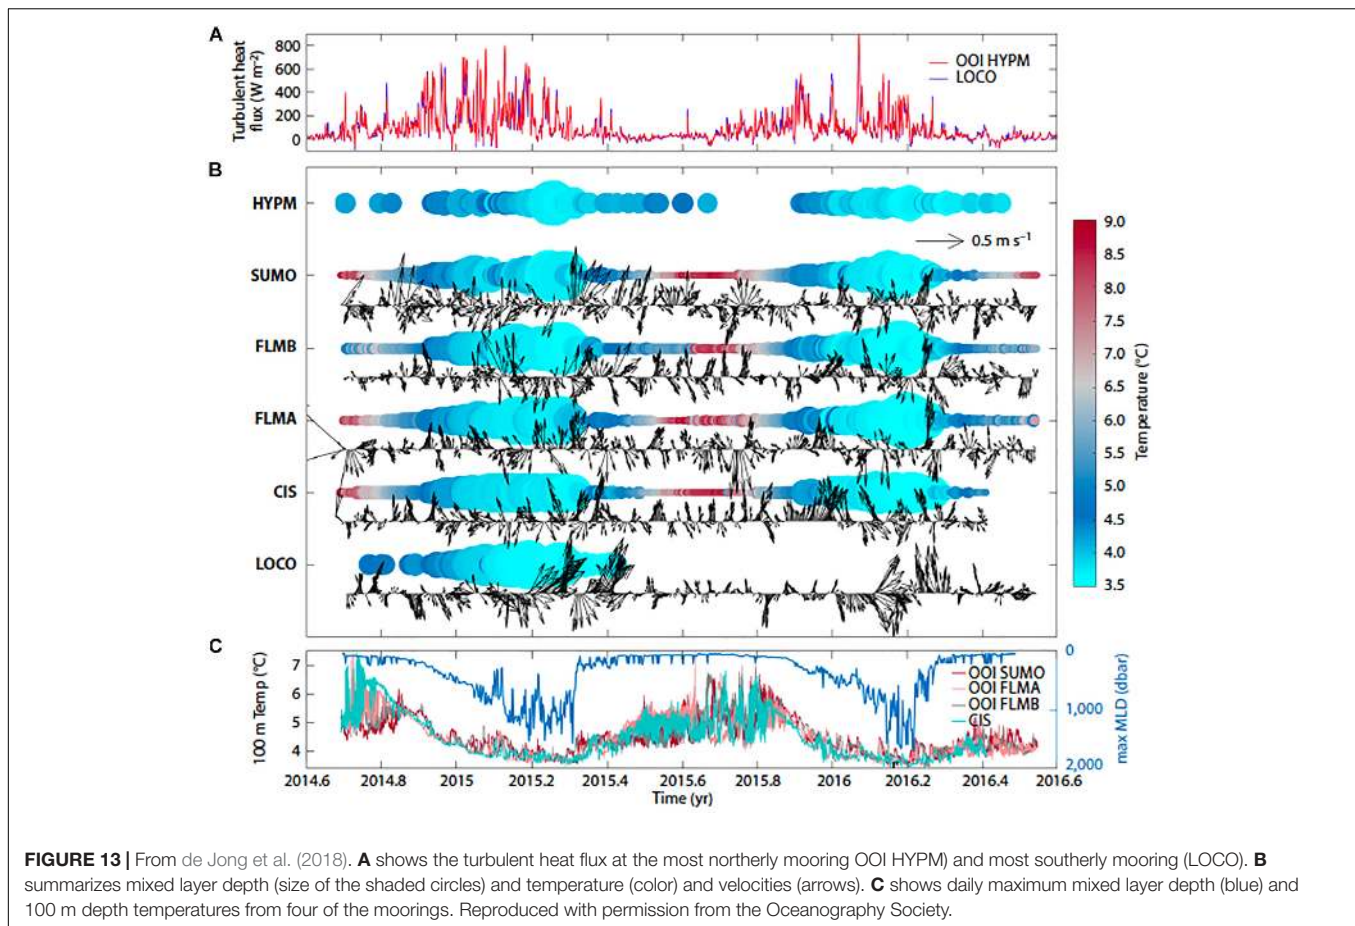 A
Turbulent heat
flux (W m⁻²)
800
600
400
200
0
OOI HYPM
LOCO
B
HYPM
SUMO
FLMB
FLMA
CIS
LOCO
0.5 m s⁻¹
9.0
8.5
8.0
7.5
7.0
6.5
6.0
5.5
5.0
4.5
4.0
3.5
Temperature (°C)
C
100 m Temp (°C)
7
6
5
4
OOI SUMO
OOI FLMA
OOI FLMB
CIS
0
1,000
2,000
max MLD (dbar)
2014.6 2014.8 2015 2015.2 2015.4 2015.6 2015.8 2016 2016.2 2016.4 2016.6
Time (yr)
FIGURE 13 | From de Jong et al. (2018). A shows the turbulent heat flux at the most northerly mooring OOI HYPM) and most southerly mooring (LOCO). B
summarizes mixed layer depth (size of the shaded circles) and temperature (color) and velocities (arrows). C shows daily maximum mixed layer depth (blue) and
100 m depth temperatures from four of the moorings. Reproduced with permission from the Oceanography Society.